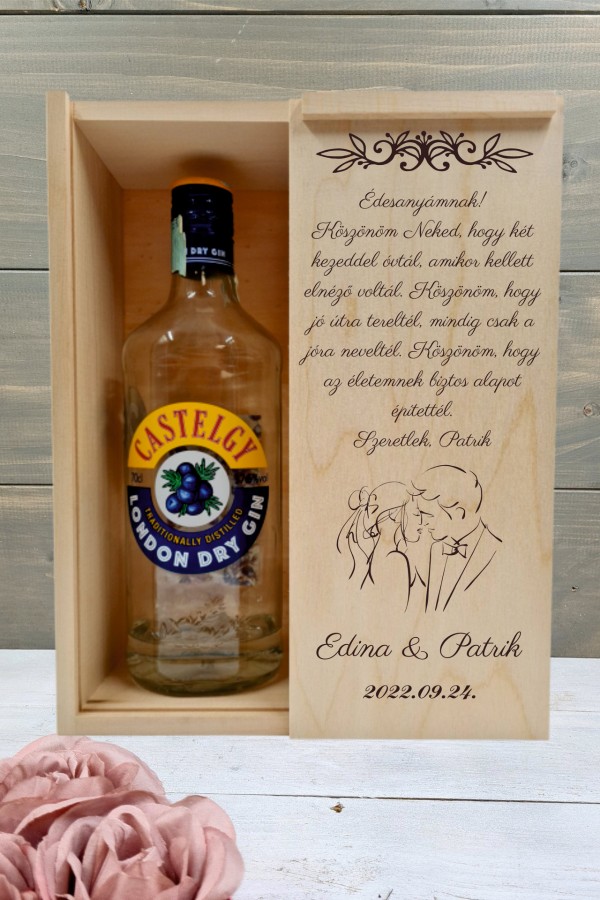 DRY GIN
CASTELGY
70cl
TRADITIONALLY DISTILLED
LONDON DRY GIN
Édesanyámnak!
Köszönöm Neked, hogy két
kezeddel óvtál, amikor kellett
elnéző voltál. Köszönöm, hogy
jó útra tereltél, mindig csak a
jóra neveltél. Köszönöm, hogy
az életemnek biztos alapot
építettél.
Szeretlek, Patrik
Edina & Patrik
2022.09.24.